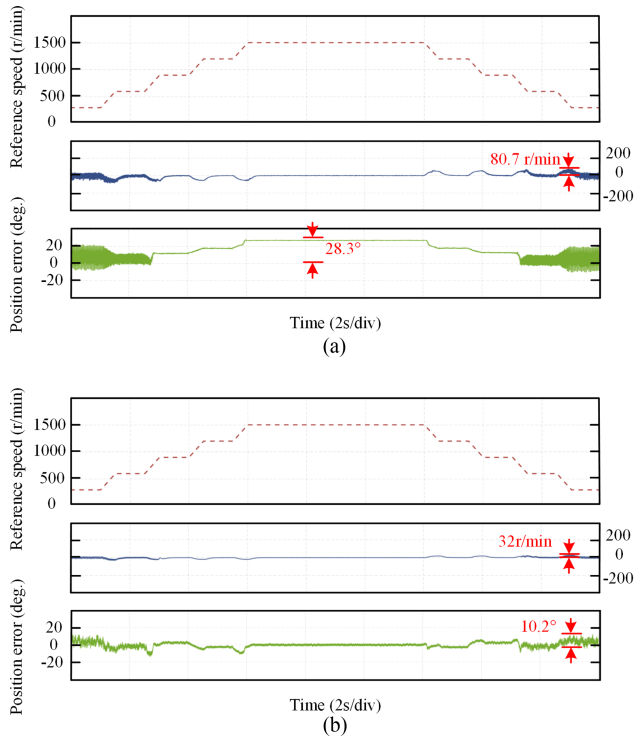 Reference speed (r/min)
1500
1000
500
0
80.7 r/min
200
0
-200
Position error (deg.)
20
0
-20
28.3°
Time (2s/div)
(a)
Reference speed (r/min)
1500
1000
500
0
32r/min
200
0
-200
Position error (deg.)
20
0
-20
10.2°
Time (2s/div)
(b)